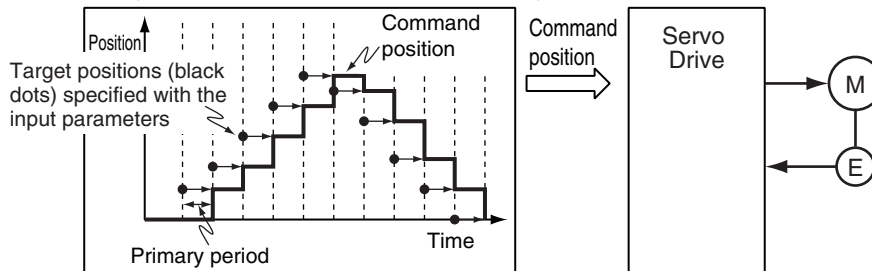 Position
Command
position
Target positions (black
dots) specified with the
input parameters
Primary period
Time
Command
position
Servo
Drive
M
E